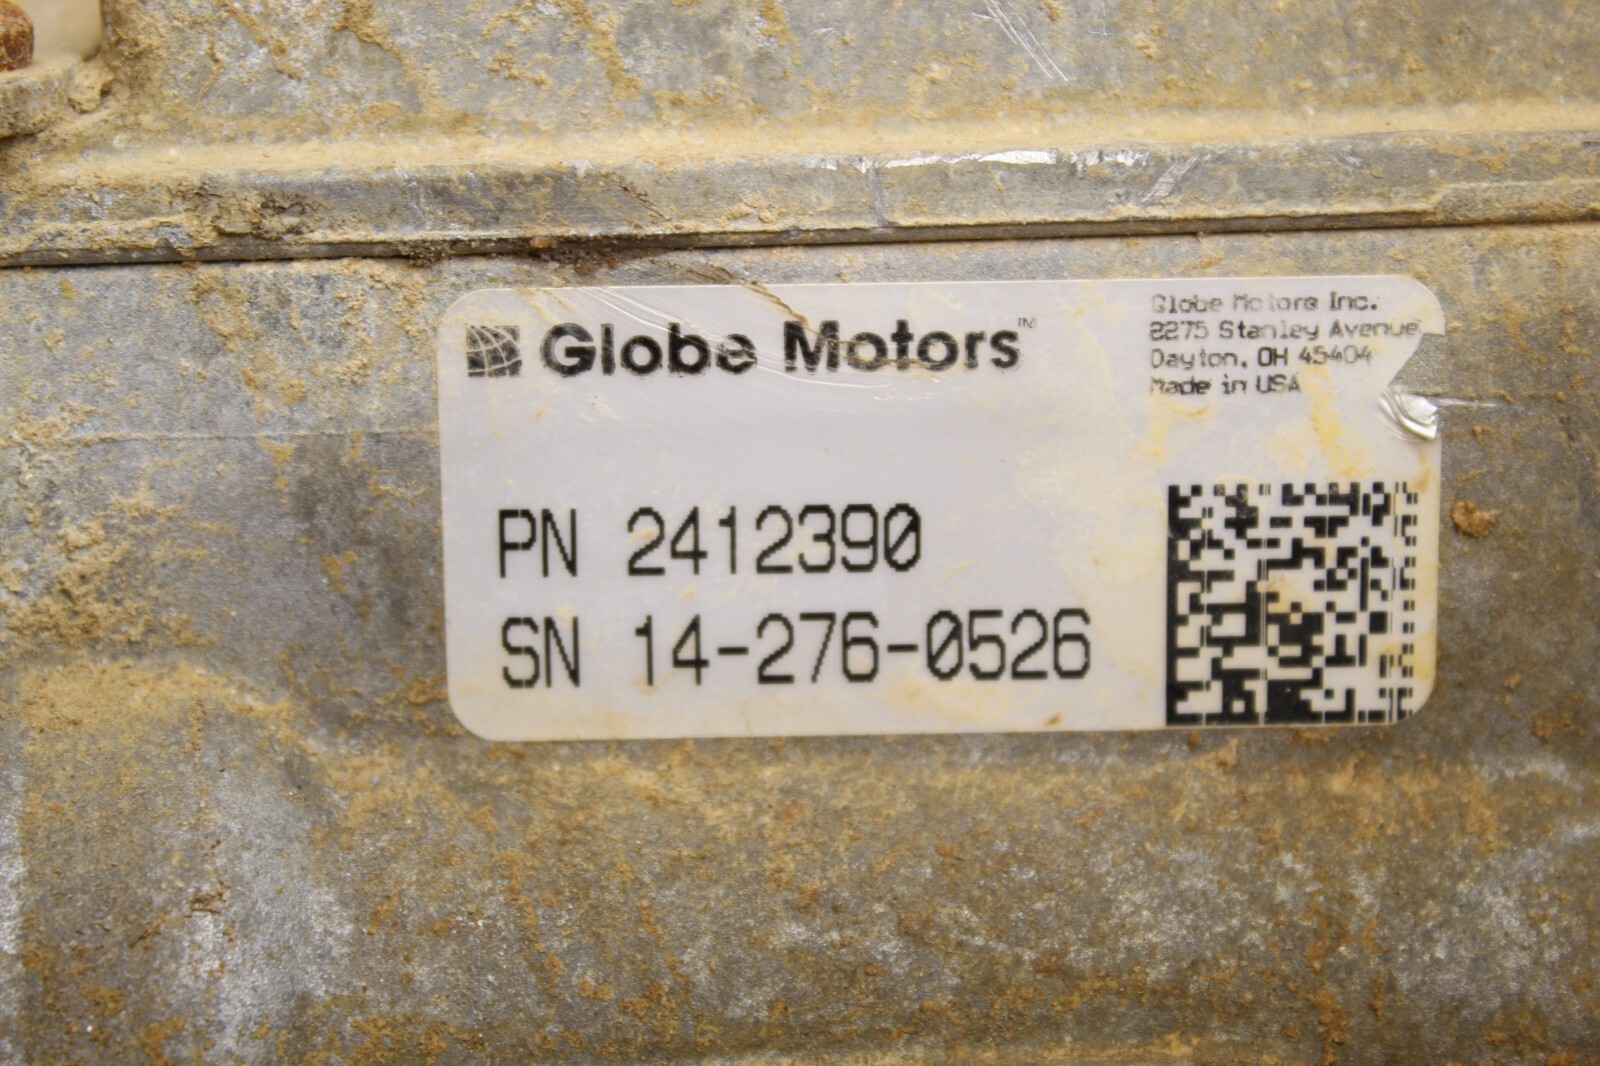 Globe Motors™
Globe Motors Inc.
2275 Stanley Avenue
Dayton, OH 45404
Made in USA
PN 2412390
SN 14-276-0526